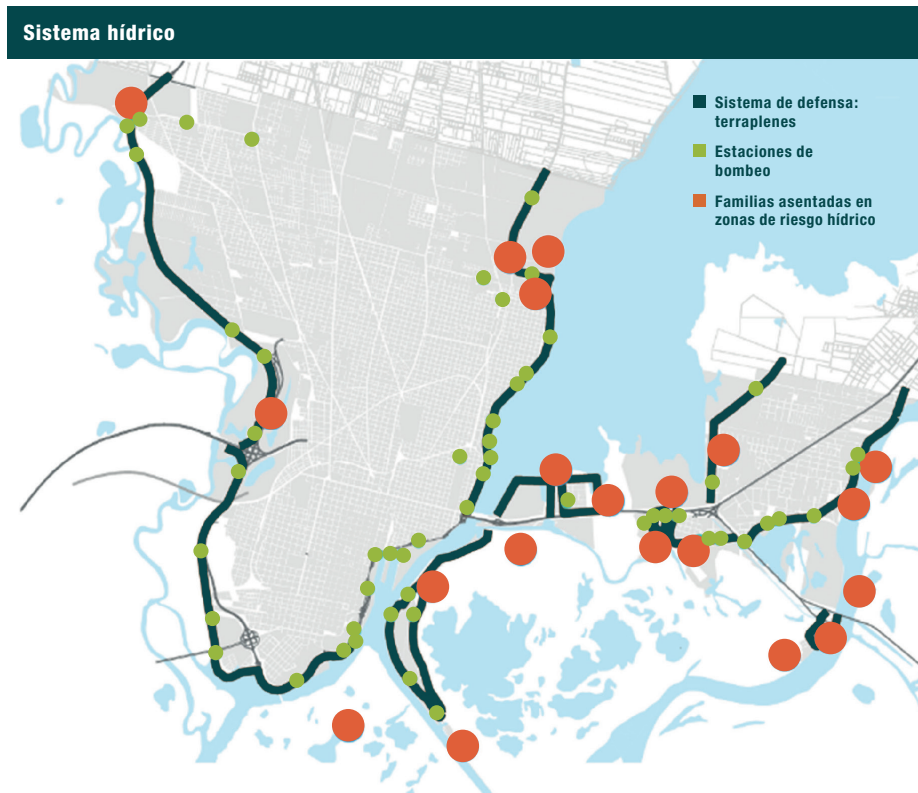 Sistema hídrico
Sistema de defensa:
terraplenes
Estaciones de
bombeo
Familias asentadas en
zonas de riesgo hídrico